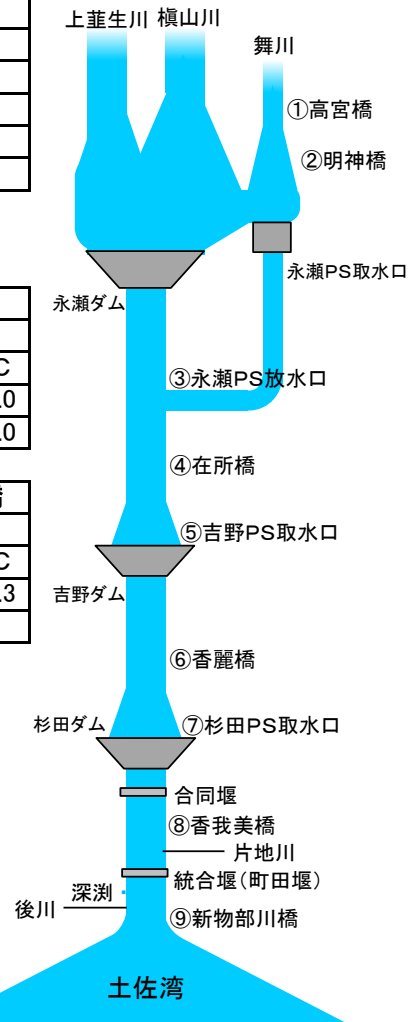 上韮生川 槇山川
舞川
①高宮橋
②明神橋
永瀬PS取水口
永瀬ダム
③永瀬PS放水口
C
.0
④在所橋
.0
⑤吉野PS取水口
C
吉野ダム
.3
⑥香麗橋
杉田ダム ⑦杉田PS取水口
合同堰
⑧香我美橋
片地川
統合堰(町田堰)
深渕
後川
⑨新物部川橋
土佐湾